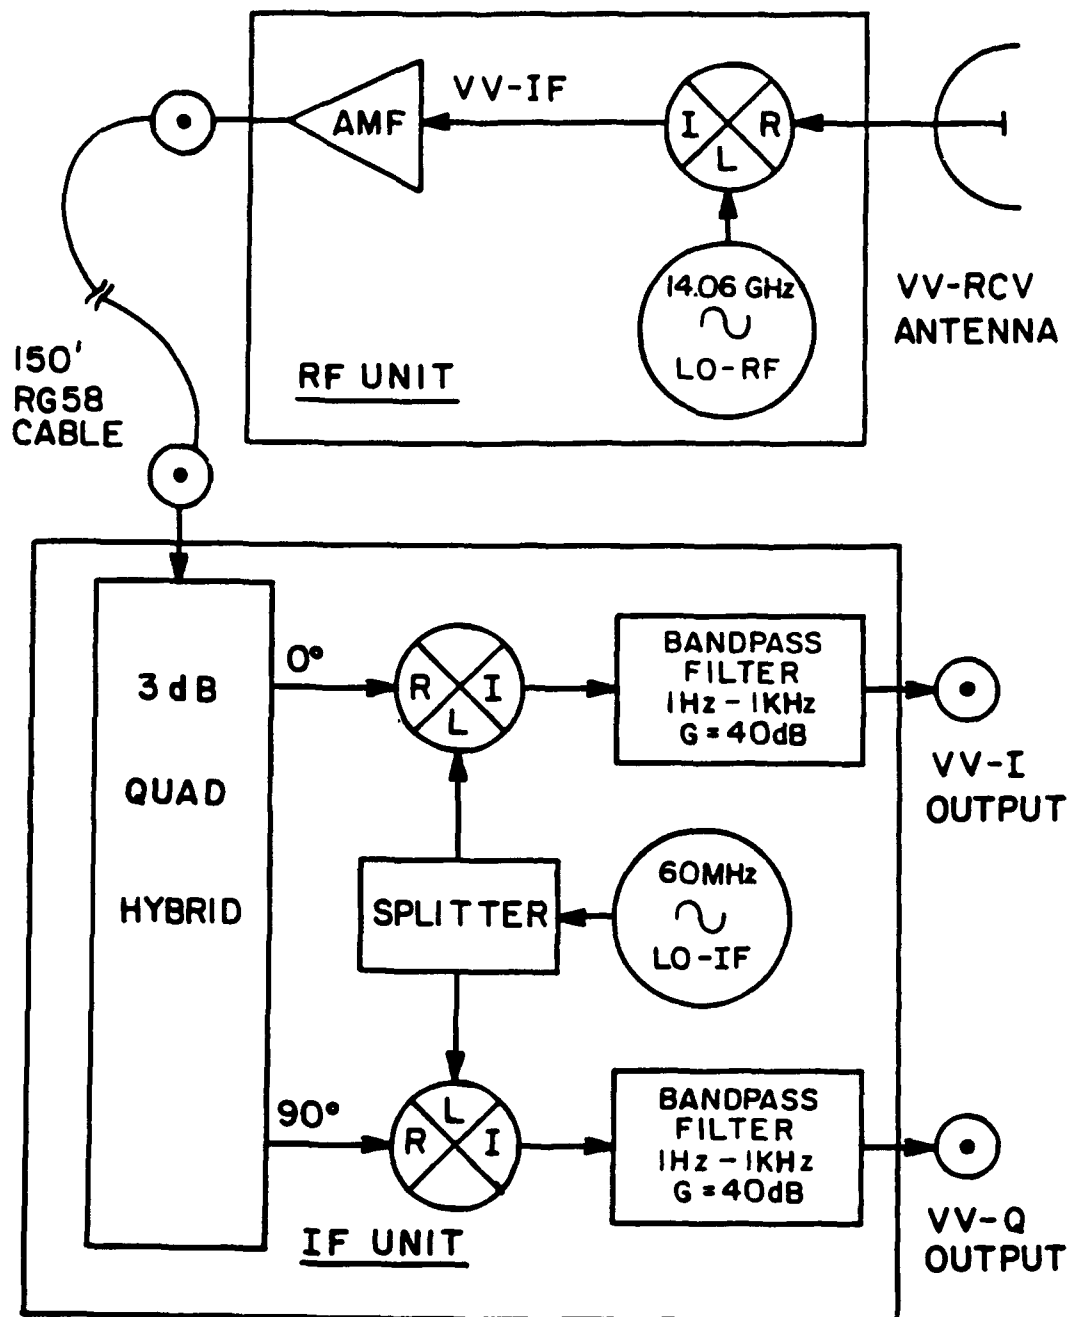 VV-IF
AMF
I R
L
14.06 GHz
LO-RF
VV-RCV
ANTENNA
RF UNIT
150'
RG58
CABLE
3 dB
QUAD
HYBRID
0°
R I
L
BANDPASS
FILTER
1Hz - 1KHz
G = 40dB
VV-I
OUTPUT
SPLITTER
60MHz
LO-IF
90°
L
R I
BANDPASS
FILTER
1Hz - 1KHz
G = 40dB
VV-Q
OUTPUT
IF UNIT